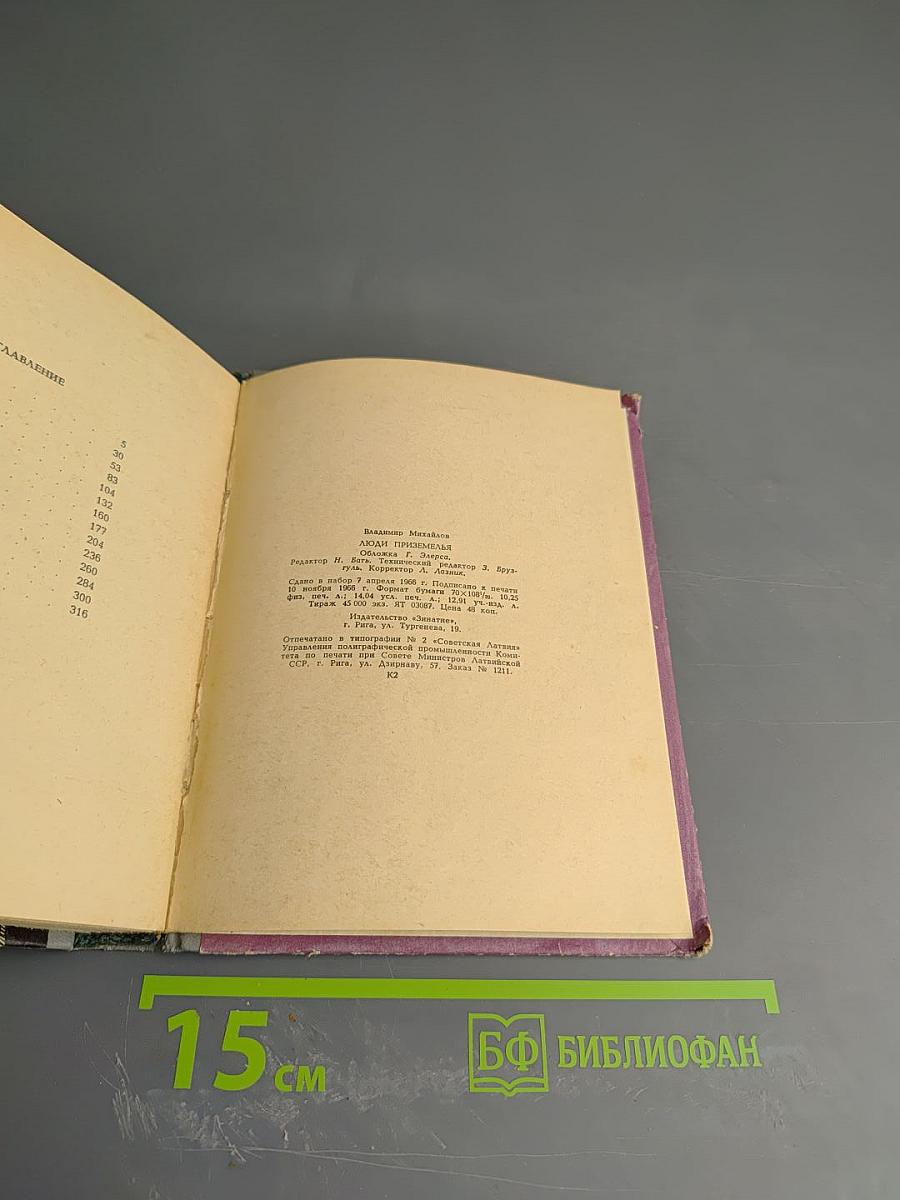 ГЛАВЛЕНИЕ
5
30
53
83
104
132
160
177
204
236
260
284
300
316
Владимир Михайлов
ЛЮДИ ПРИЗЕМЕЛЬЯ
Обложка Г. Элерса.
Редактор Н. Бать. Технический редактор З. Бруз-
гуль. Корректор Л. Лазник.
Сдано в набор 7 апреля 1966 г. Подписано к печати
10 ноября 1966 г. Формат бумаги 70×108¹/₃₂. 10,25
физ. печ. л.; 14,04 усл. печ. л.; 12,91 уч.-изд. л.
Тираж 45 000 экз. ЯТ 03087. Цена 48 коп.
Издательство «Зинатне»,
г. Рига, ул. Тургенева, 19.
Отпечатано в типографии № 2 «Советская Латвия»
Управления полиграфической промышленности Коми-
тета по печати при Совете Министров Латвийской
ССР, г. Рига, ул. Дзирнаву, 57. Заказ № 1211.
К2
15 см
БФ БИБЛИОФАН